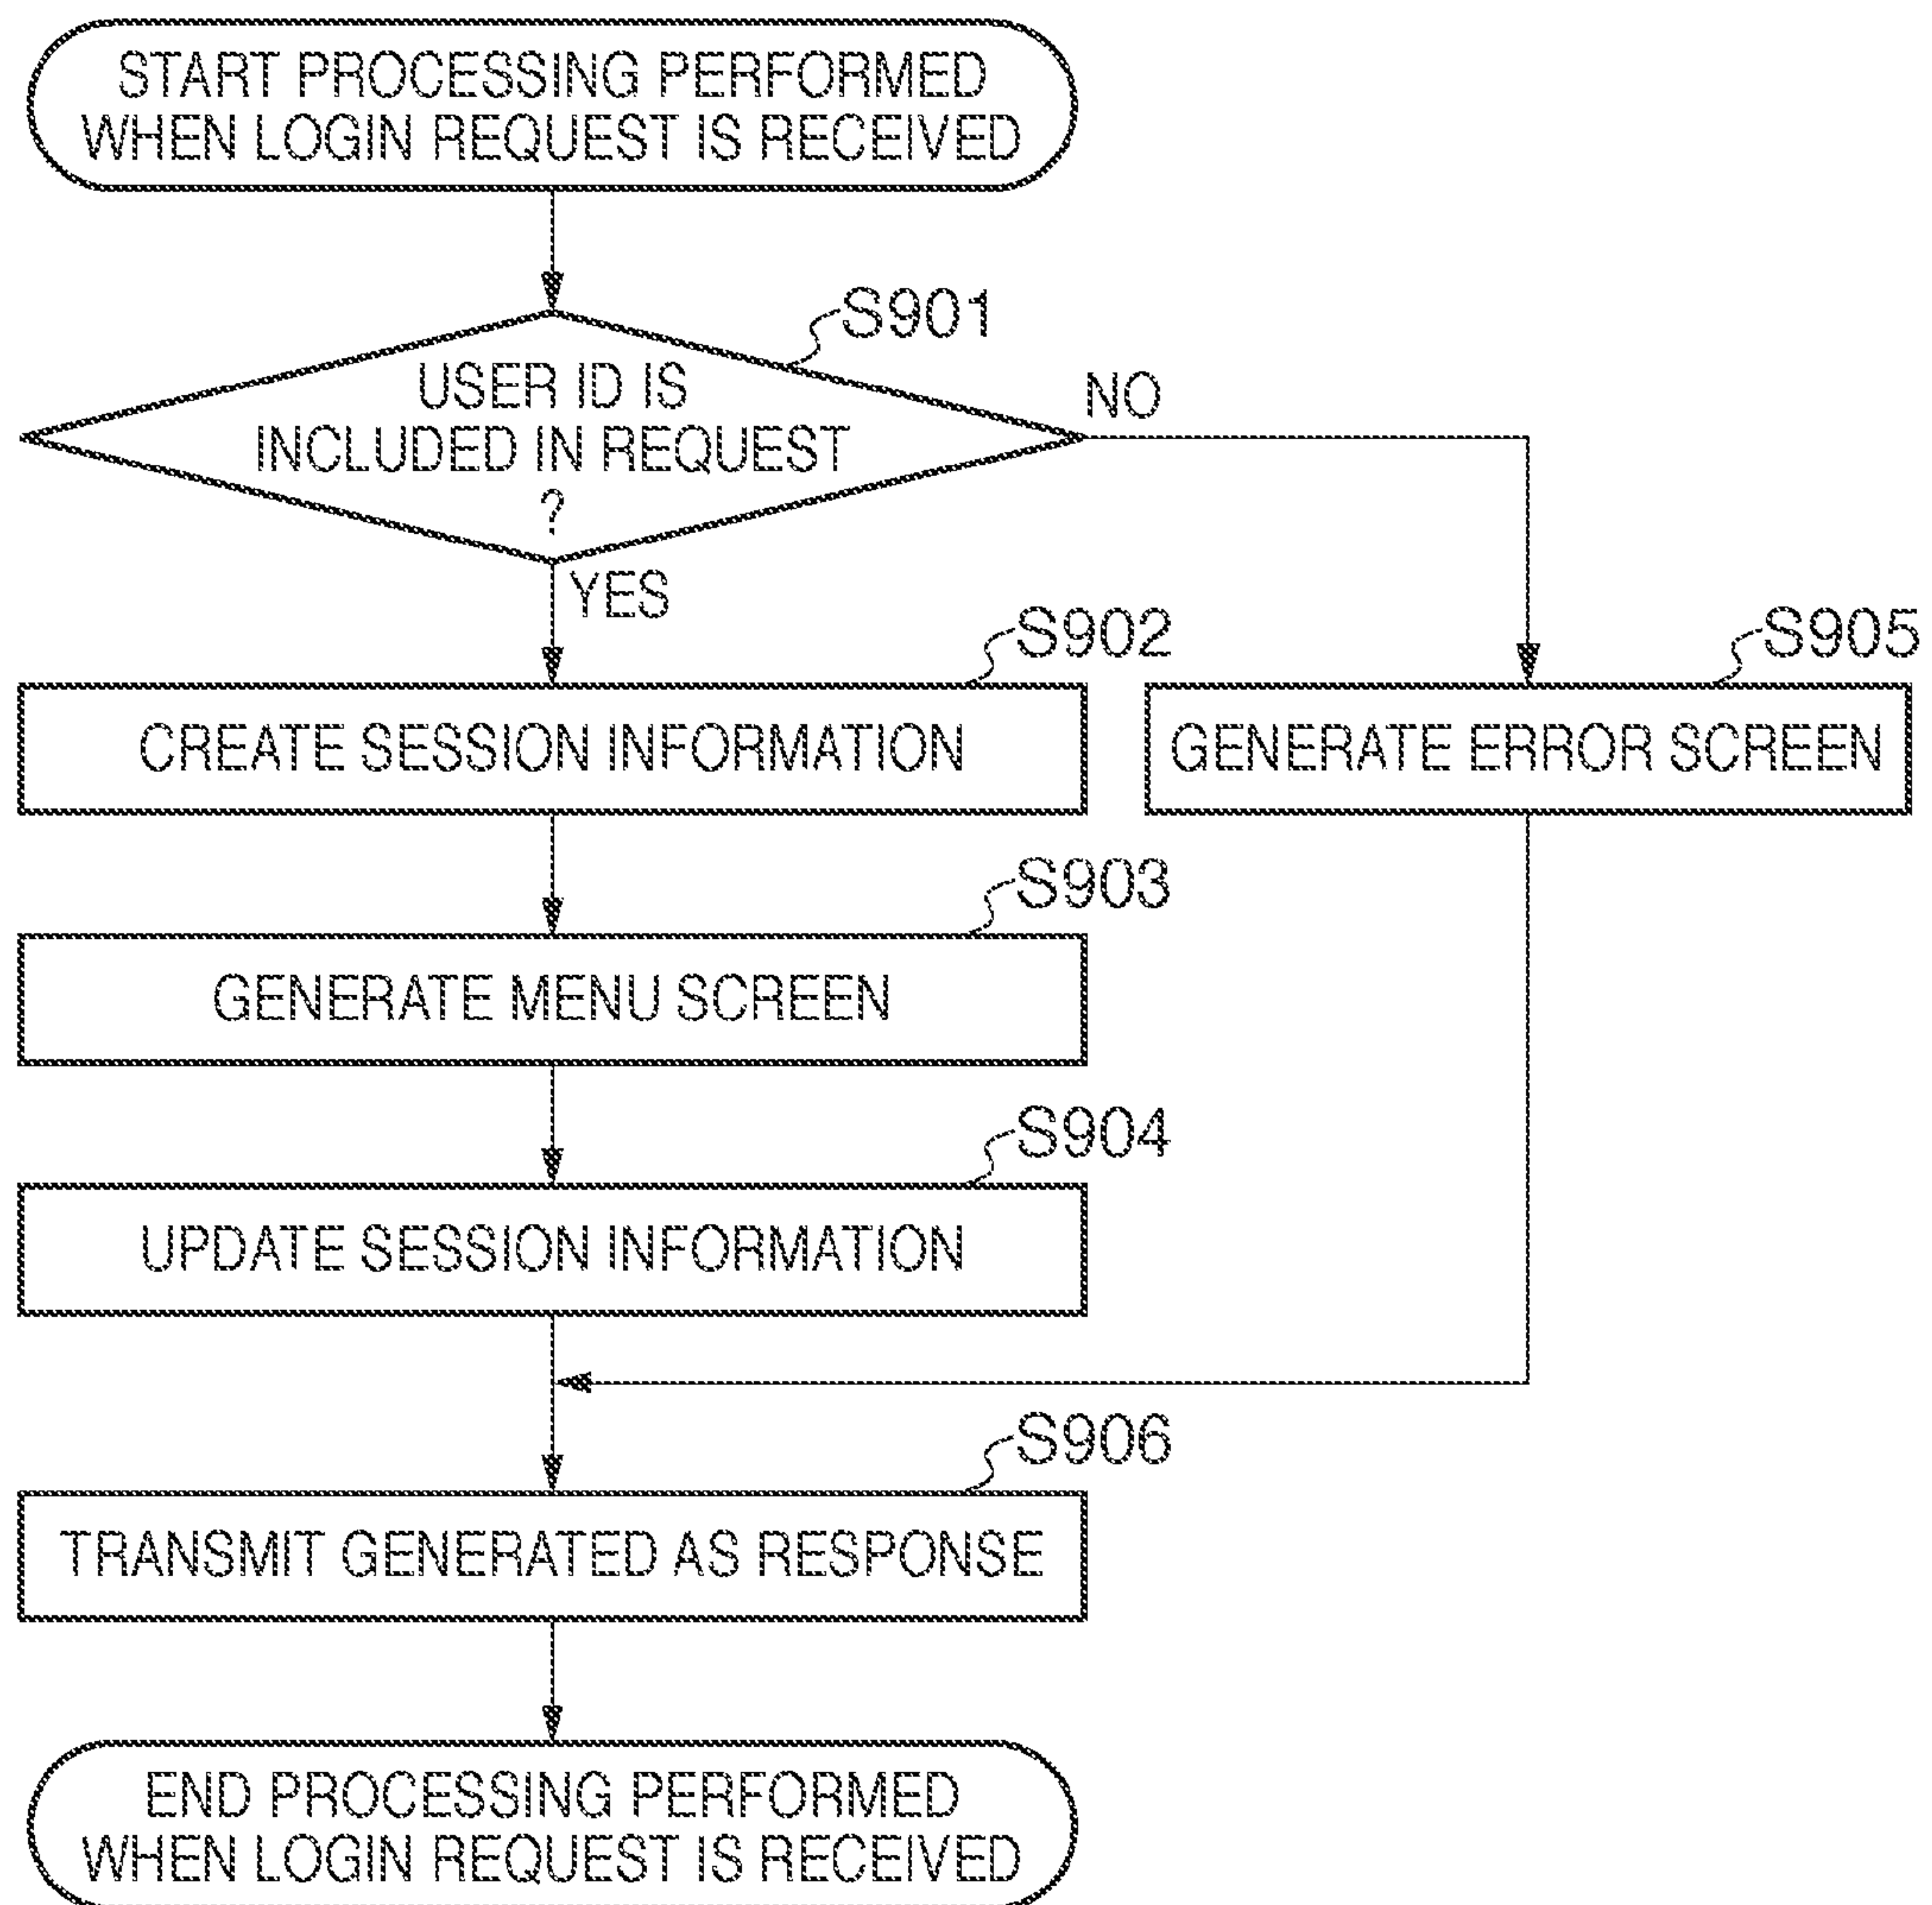 START PROCESSING PERFORMED
WHEN LOGIN REQUEST IS RECEIVED
S901
USER ID IS
INCLUDED IN REQUEST
?
NO
YES
S902
CREATE SESSION INFORMATION
S905
GENERATE ERROR SCREEN
S903
GENERATE MENU SCREEN
S904
UPDATE SESSION INFORMATION
S906
TRANSMIT GENERATED AS RESPONSE
END PROCESSING PERFORMED
WHEN LOGIN REQUEST IS RECEIVED